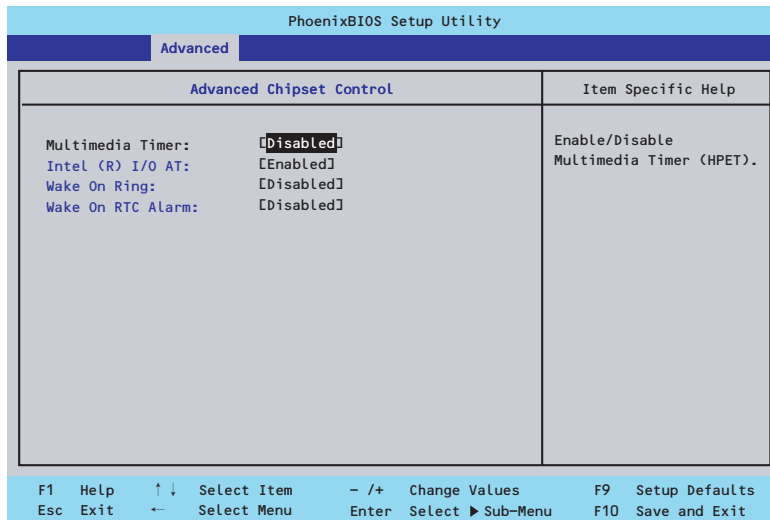 PhoenixBIOS Setup Utility
Advanced
Advanced Chipset Control
Item Specific Help
Multimedia Timer: [Disabled]
Intel (R) I/O AT: [Enabled]
Wake On Ring: [Disabled]
Wake On RTC Alarm: [Disabled]
Enable/Disable
Multimedia Timer (HPET).
F1 Help ↑↓ Select Item - /+ Change Values F9 Setup Defaults
Esc Exit ← Select Menu Enter Select ▶ Sub-Menu F10 Save and Exit